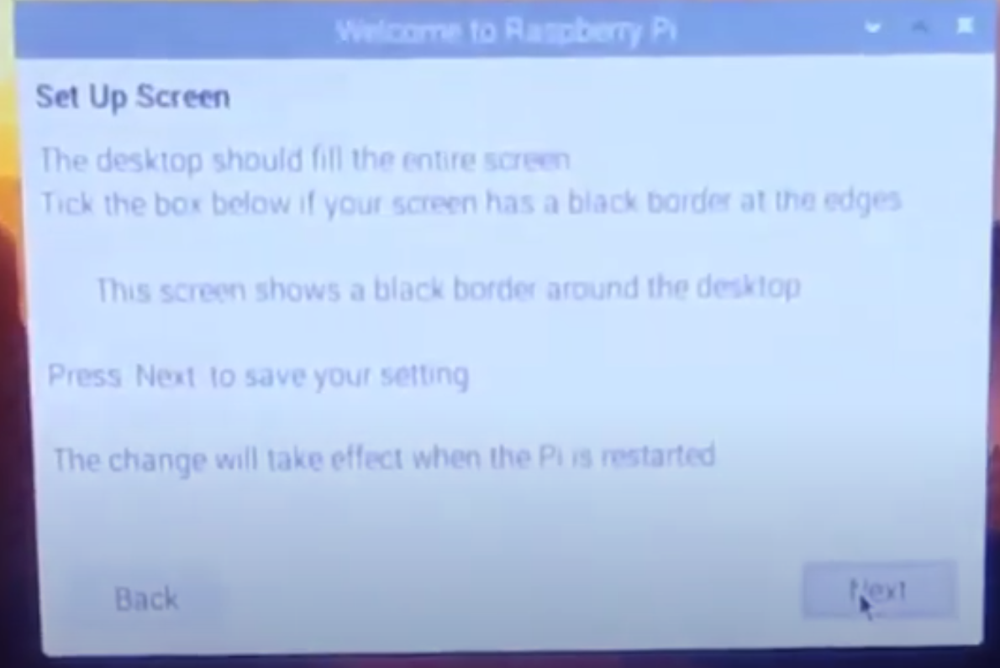 Welcome to Raspberry Pi
Set Up Screen
The desktop should fill the entire screen
Tick the box below if your screen has a black border at the edges
This screen shows a black border around the desktop
Press Next to save your setting
The change will take effect when the Pi is restarted
Back
Next